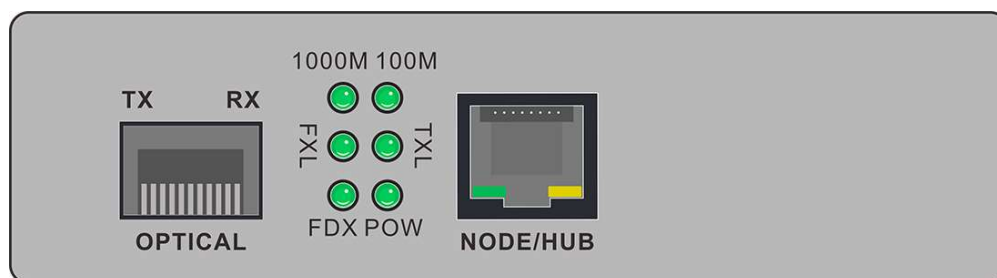 1000M 100M
TX RX
FXL TXL
FDX POW
OPTICAL NODE/HUB